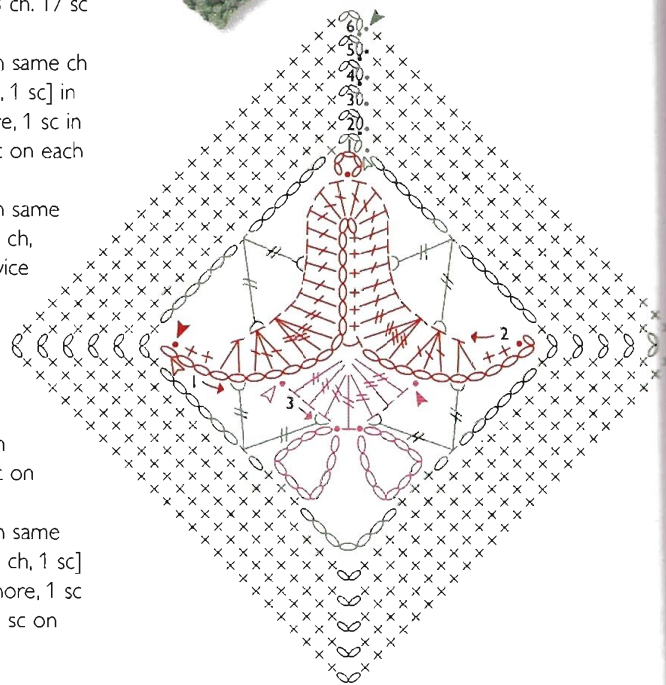 ch. 17 sc
n same ch
, 1 sc] in
re, 1 sc in
c on each
n same
ch,
vice
n
c on
n same
ch, 1 sc]
nore, 1 sc
sc on
6
5
4
3
2
1
2
1
3